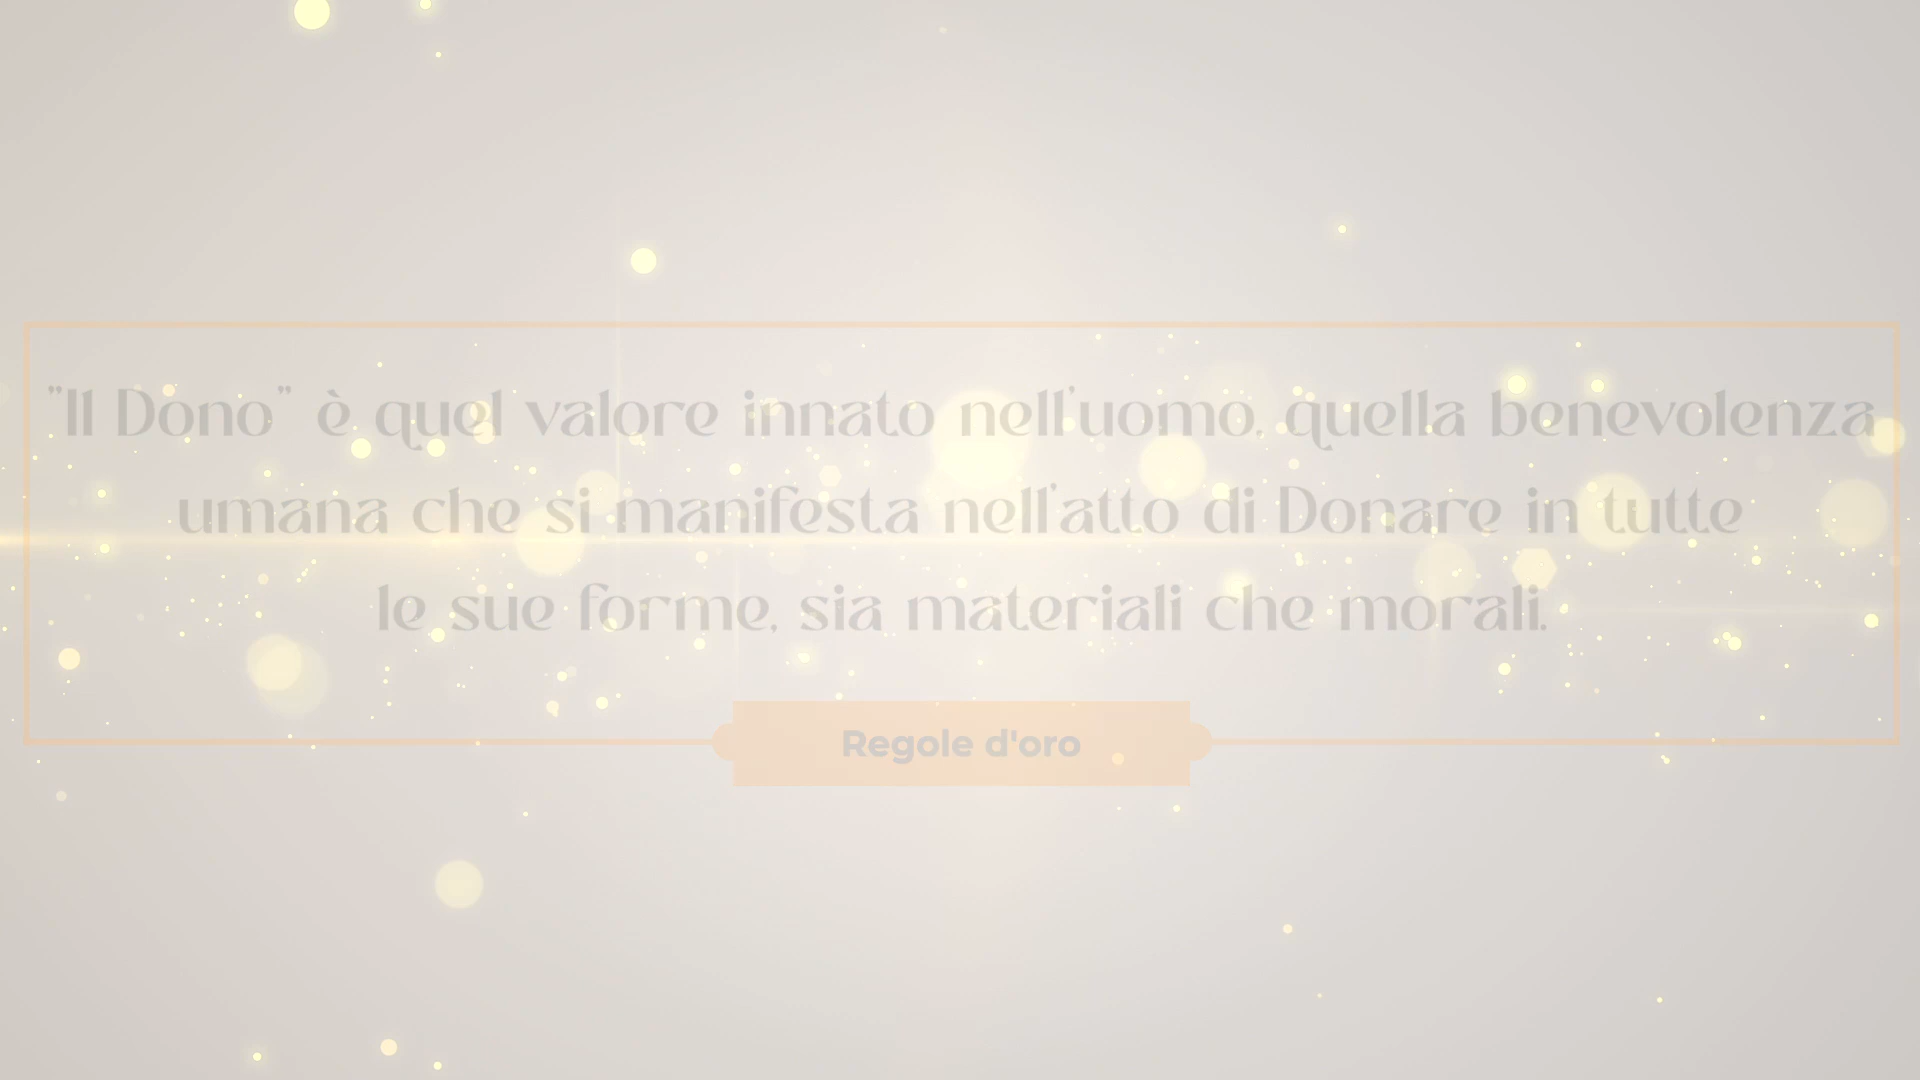 "Il Dono" è quel valore innato nell'uomo, quella benevolenza
umana che si manifesta nell'atto di Donare in tutte
le sue forme, sia materiali che morali.
Regole d'oro